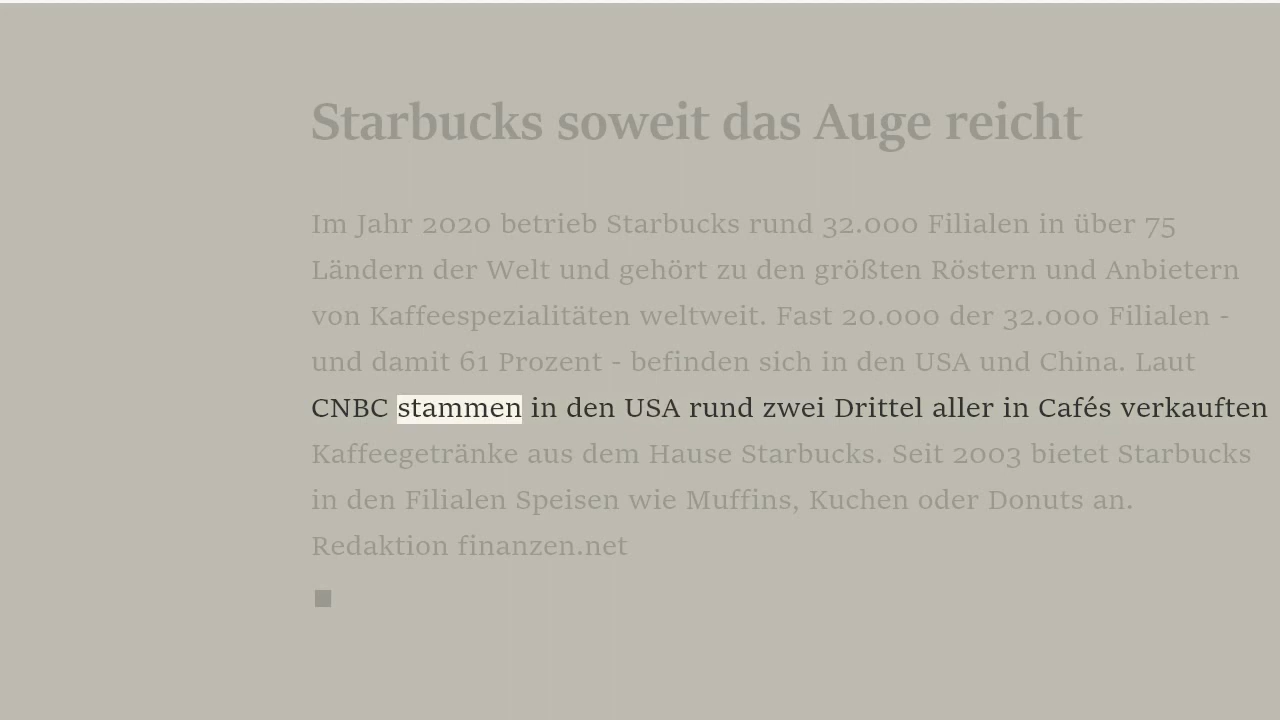 Starbucks soweit das Auge reicht
Im Jahr 2020 betrieb Starbucks rund 32.000 Filialen in über 75
Ländern der Welt und gehört zu den größten Röstern und Anbietern
von Kaffeespezialitäten weltweit. Fast 20.000 der 32.000 Filialen -
und damit 61 Prozent - befinden sich in den USA und China. Laut
CNBC stammen in den USA rund zwei Drittel aller in Cafés verkauften
Kaffeegetränke aus dem Hause Starbucks. Seit 2003 bietet Starbucks
in den Filialen Speisen wie Muffins, Kuchen oder Donuts an.
Redaktion finanzen.net